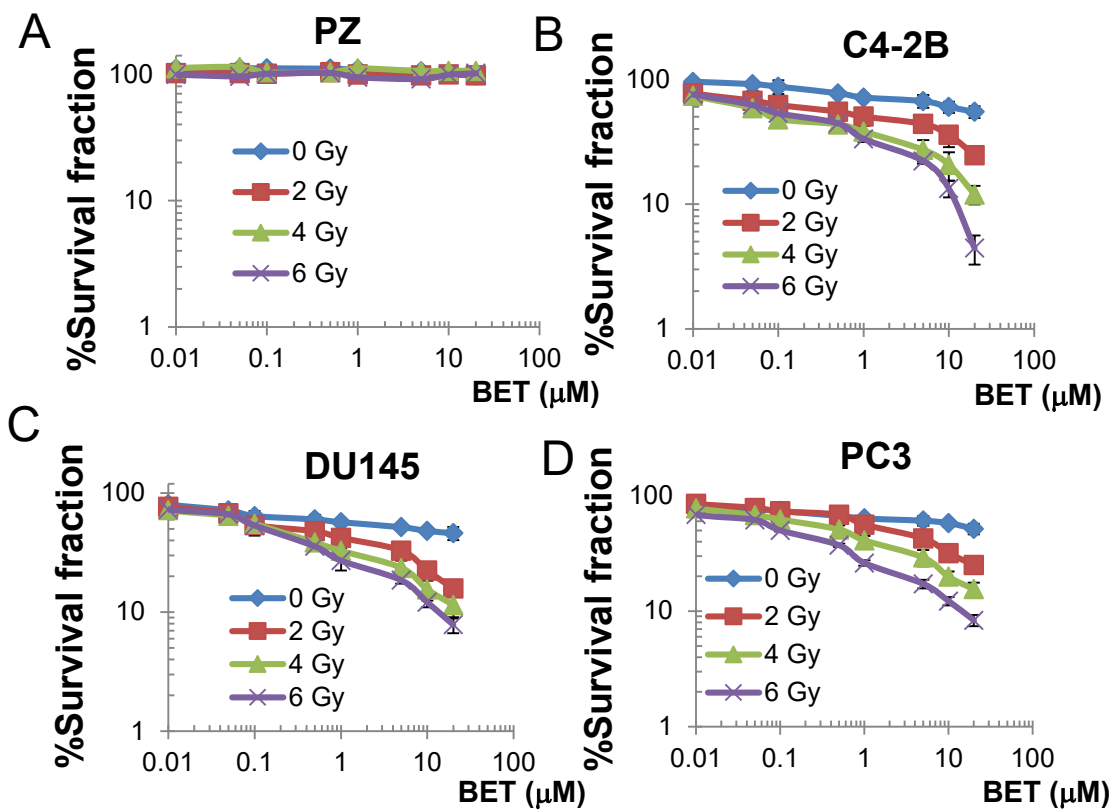 A
PZ
%Survival fraction
100
10
1
0 Gy
2 Gy
4 Gy
6 Gy
0.01 0.1 1 10 100
BET (μM)
B
C4-2B
%Survival fraction
100
10
1
0 Gy
2 Gy
4 Gy
6 Gy
0.01 0.1 1 10 100
BET (μM)
C
DU145
%Survival fraction
100
10
1
0 Gy
2 Gy
4 Gy
6 Gy
0.01 0.1 1 10 100
BET (μM)
D
PC3
%Survival fraction
100
10
1
0 Gy
2 Gy
4 Gy
6 Gy
0.01 0.1 1 10 100
BET (μM)